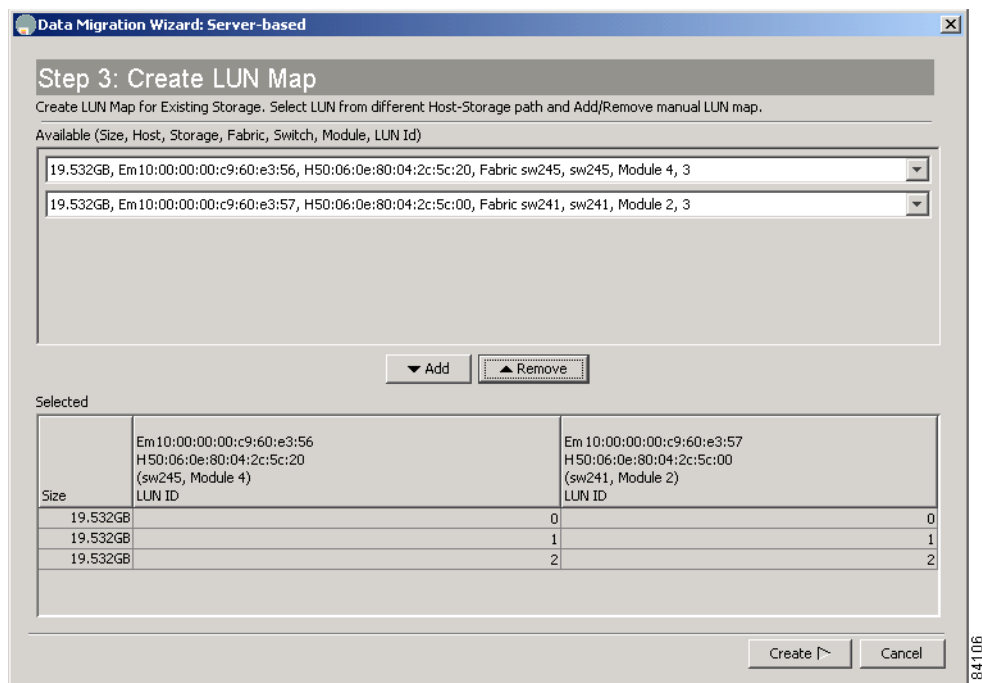 Data Migration Wizard: Server-based
Step 3: Create LUN Map
Create LUN Map for Existing Storage. Select LUN from different Host-Storage path and Add/Remove manual LUN map.
Available (Size, Host, Storage, Fabric, Switch, Module, LUN Id)
19.532GB, Em10:00:00:00:c9:60:e3:56, H50:06:0e:80:04:2c:5c:20, Fabric sw245, sw245, Module 4, 3
19.532GB, Em10:00:00:00:c9:60:e3:57, H50:06:0e:80:04:2c:5c:00, Fabric sw241, sw241, Module 2, 3
Add Remove
Selected
Size
Em10:00:00:00:c9:60:e3:56
H50:06:0e:80:04:2c:5c:20
(sw245, Module 4)
LUN ID
Em10:00:00:00:c9:60:e3:57
H50:06:0e:80:04:2c:5c:00
(sw241, Module 2)
LUN ID
19.532GB 0 0
19.532GB 1 1
19.532GB 2 2
Create Cancel
84106